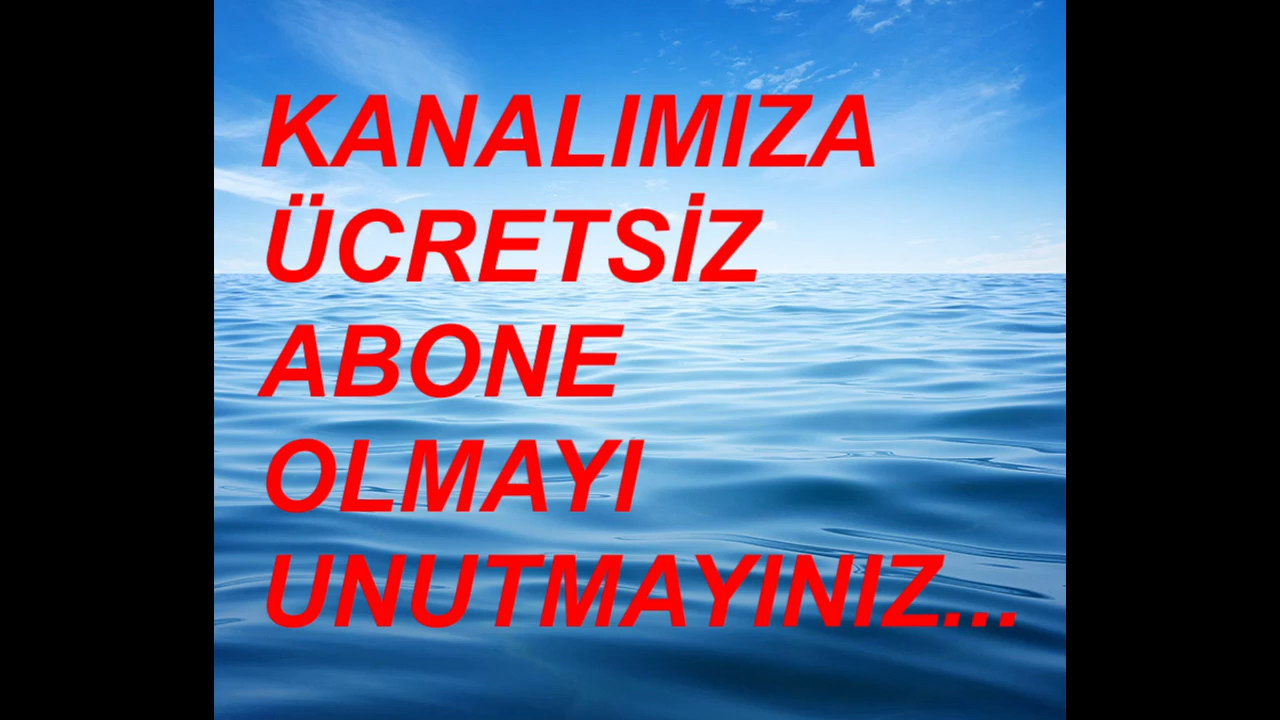 KANALIMIZA
ÜCRETSİZ
ABONE
OLMAYI
UNUTMAYINIZ...